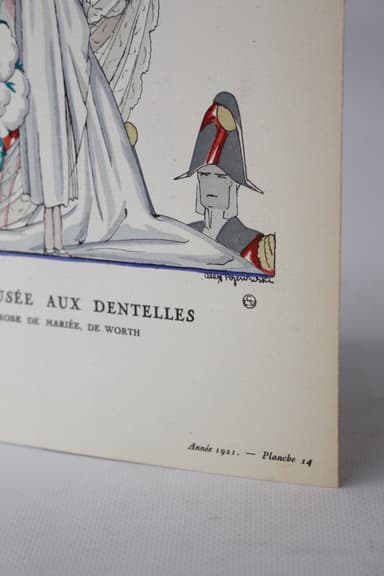 USÉE AUX DENTELLES
ROBE DE MARIÉE, DE WORTH
Année 1921. — Planche 14